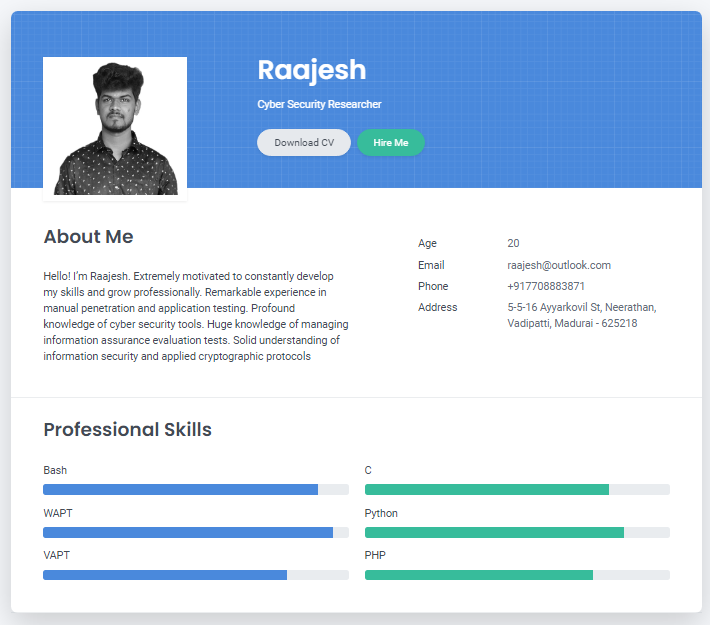 Raajesh
Cyber Security Researcher
Download CV
Hire Me
About Me
Hello! I'm Raajesh. Extremely motivated to constantly develop
my skills and grow professionally. Remarkable experience in
manual penetration and application testing. Profound
knowledge of cyber security tools. Huge knowledge of managing
information assurance evaluation tests. Solid understanding of
information security and applied cryptographic protocols
Age 20
Email raajesh@outlook.com
Phone +917708883871
Address 5-5-16 Ayyarkovil St, Neerathan,
Vadipatti, Madurai - 625218
Professional Skills
Bash
C
WAPT
Python
VAPT
PHP